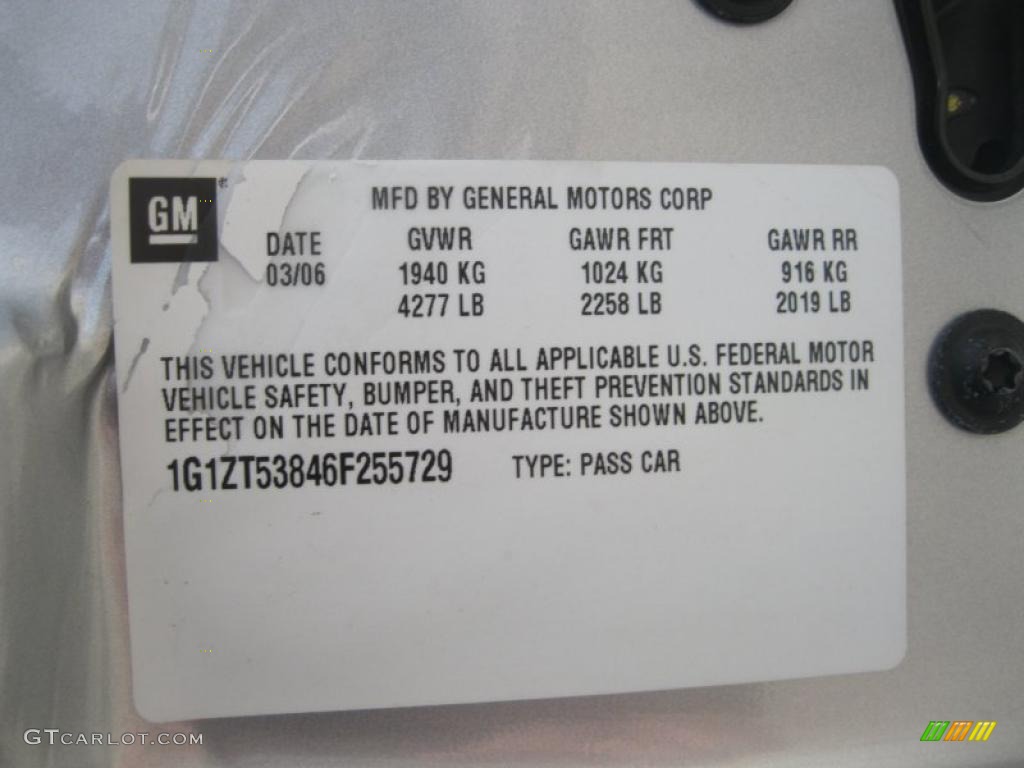 GM
MFD BY GENERAL MOTORS CORP
DATE GVWR GAWR FRT GAWR RR
03/06 1940 KG 1024 KG 916 KG
4277 LB 2258 LB 2019 LB
THIS VEHICLE CONFORMS TO ALL APPLICABLE U.S. FEDERAL MOTOR
VEHICLE SAFETY, BUMPER, AND THEFT PREVENTION STANDARDS IN
EFFECT ON THE DATE OF MANUFACTURE SHOWN ABOVE.
1G1ZT53846F255729 TYPE: PASS CAR
GTCARLOT.COM